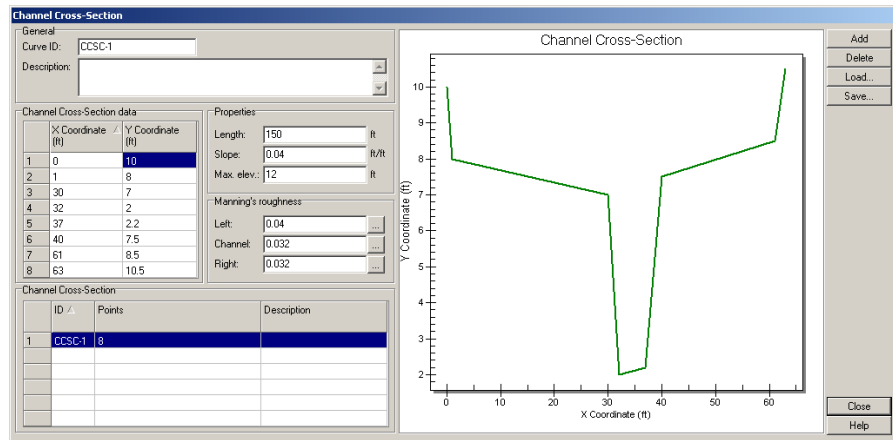 Channel Cross-Section
General
Curve ID: CCSC-1
Description:
Channel Cross-Section data
X Coordinate (ft) Y Coordinate (ft)
1 0 10
2 1 8
3 30 7
4 32 2
5 37 2.2
6 40 7.5
7 61 8.5
8 63 10.5
Properties
Length: 150 ft
Slope: 0.04 ft/ft
Max. elev.: 12 ft
Manning's roughness
Left: 0.04 ...
Channel: 0.032 ...
Right: 0.032 ...
Channel Cross-Section
ID Points Description
1 CCSC-1 8
Channel Cross-Section
Y Coordinate (ft)
10
9
8
7
6
5
4
3
2
0 10 20 30 40 50 60
X Coordinate (ft)
Add
Delete
Load...
Save...
Close
Help